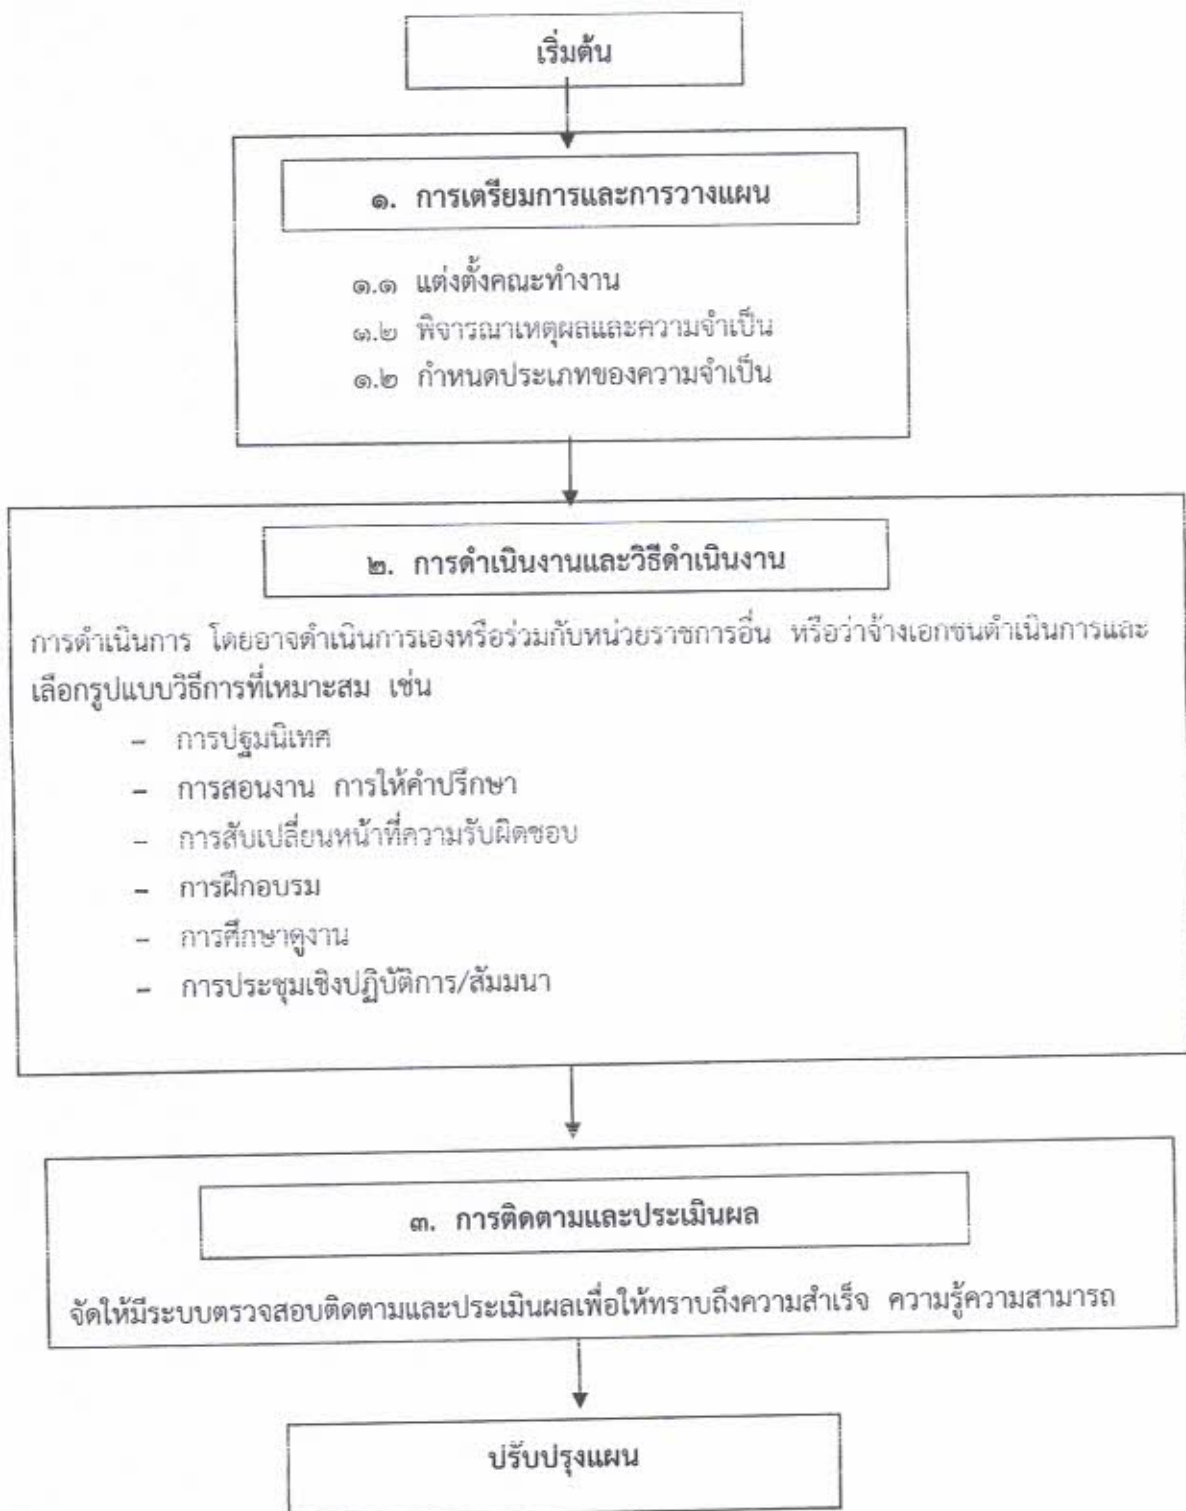 เริ่มต้น
๑. การเตรียมการและการวางแผน
๑.๑ แต่งตั้งคณะทำงาน
๑.๒ พิจารณาเหตุผลและความจำเป็น
๑.๒ กำหนดประเภทของความจำเป็น
๒. การดำเนินงานและวิธีดำเนินงาน
การดำเนินการ โดยอาจดำเนินการเองหรือร่วมกับหน่วยราชการอื่น หรือว่าจ้างเอกชนดำเนินการและ
เลือกรูปแบบวิธีการที่เหมาะสม เช่น
- การปฐมนิเทศ
- การสอนงาน การให้คำปรึกษา
- การสับเปลี่ยนหน้าที่ความรับผิดชอบ
- การฝึกอบรม
- การศึกษาดูงาน
- การประชุมเชิงปฏิบัติการ/สัมมนา
๓. การติดตามและประเมินผล
จัดให้มีระบบตรวจสอบติดตามและประเมินผลเพื่อให้ทราบถึงความสำเร็จ ความรู้ความสามารถ
ปรับปรุงแผน